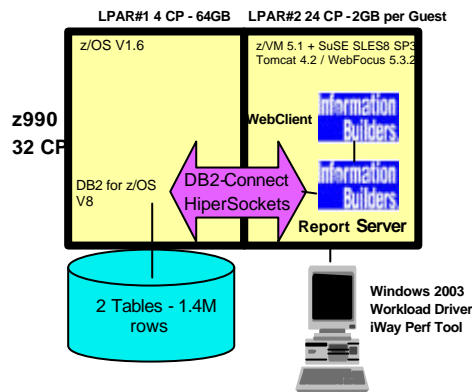 LPAR#1 4 CP - 64GB
LPAR#2 24 CP -2GB per Guest
z/OS V1.6
z/VM 5.1 + SuSE SLES8 SP3
Tomcat 4.2 / WebFocus / 5.3.2
z990
32 CP
WebClient
Information
Builders
DB2-Connect
HiperSockets
DB2 for z/OS
V8
Information
Builders
Report Server
2 Tables - 1.4M
rows
Windows 2003
Workload Driver
iWay Perf Tool